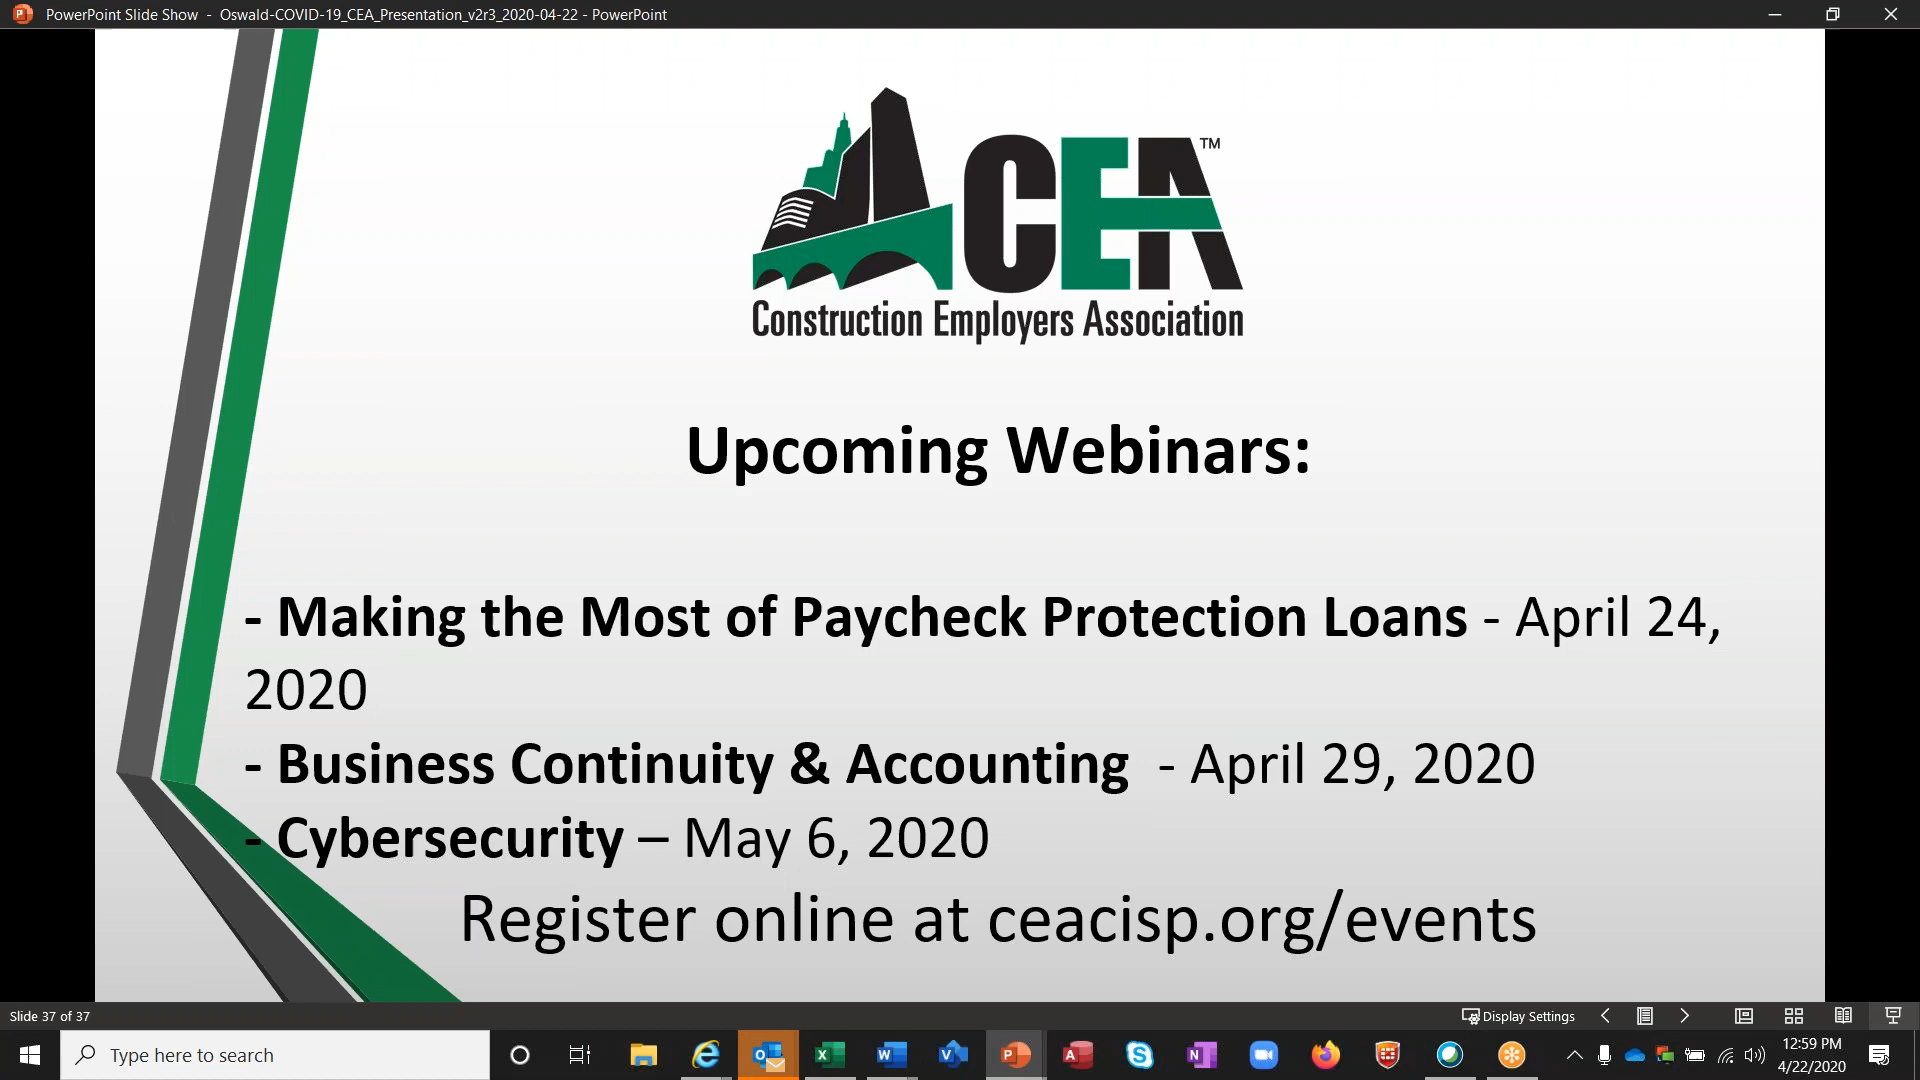 PowerPoint Slide Show - Oswald-COVID-19_CEA_Presentation_v2r3_2020-04-22 - PowerPoint
CEA™
Construction Employers Association
Upcoming Webinars:
- Making the Most of Paycheck Protection Loans - April 24,
2020
- Business Continuity & Accounting - April 29, 2020
- Cybersecurity – May 6, 2020
Register online at ceacisp.org/events
Slide 37 of 37
Display Settings
Type here to search
12:59 PM
4/22/2020